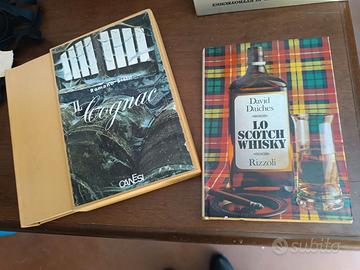 Il Cognac
CANESI
David
Daiches
LO
SCOTCH
WHISKY
Rizzoli
subito